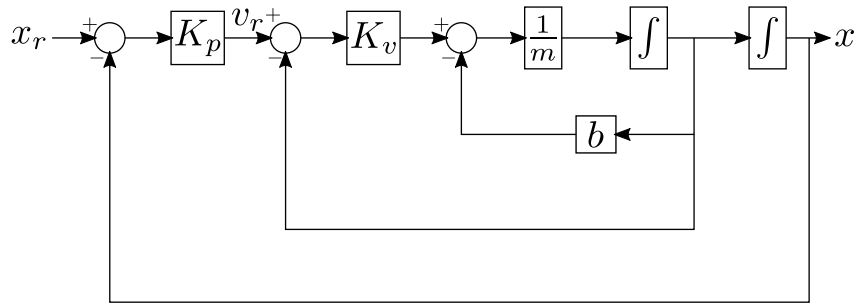 x_r + − K_p v_r + − K_v + − 1/m ∫ ∫ x
b